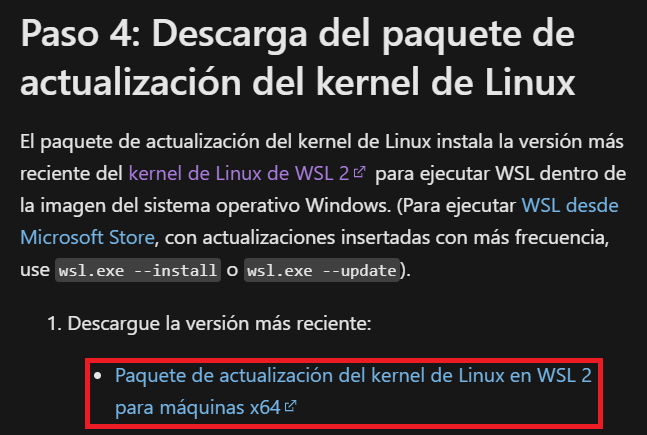 Paso 4: Descarga del paquete de
actualización del kernel de Linux
El paquete de actualización del kernel de Linux instala la versión más
reciente del kernel de Linux de WSL 2 para ejecutar WSL dentro de
la imagen del sistema operativo Windows. (Para ejecutar WSL desde
Microsoft Store, con actualizaciones insertadas con más frecuencia,
use wsl.exe --install o wsl.exe --update).
1. Descargue la versión más reciente:
• Paquete de actualización del kernel de Linux en WSL 2
para máquinas x64